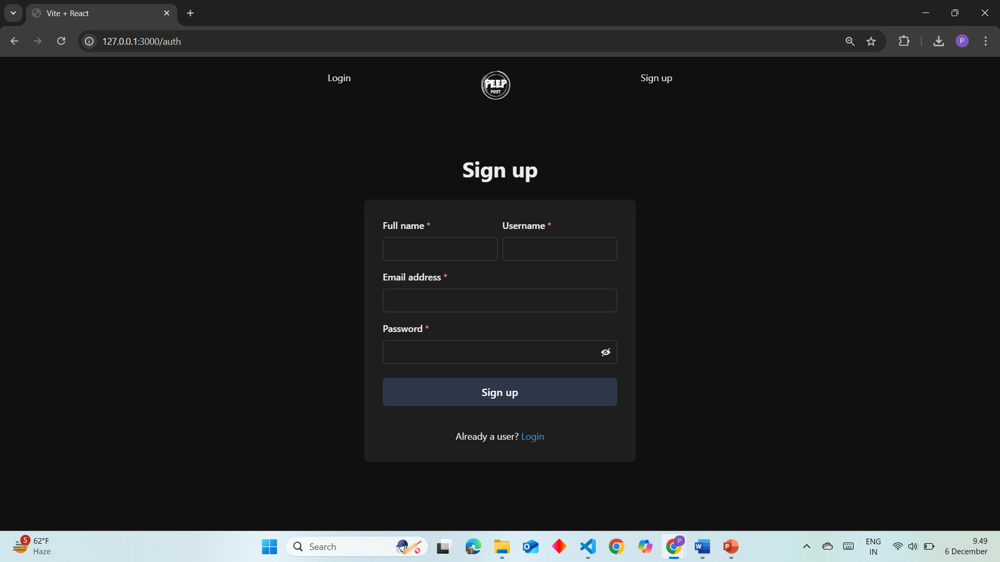 Vite + React
127.0.0.1:3000/auth
P
Login
PEEP
POST
Sign up
Sign up
Full name *
Username *
Email address *
Password *
Sign up
Already a user? Login
5
62°F
Haze
Search
P
ENG
IN
9.49
6 December